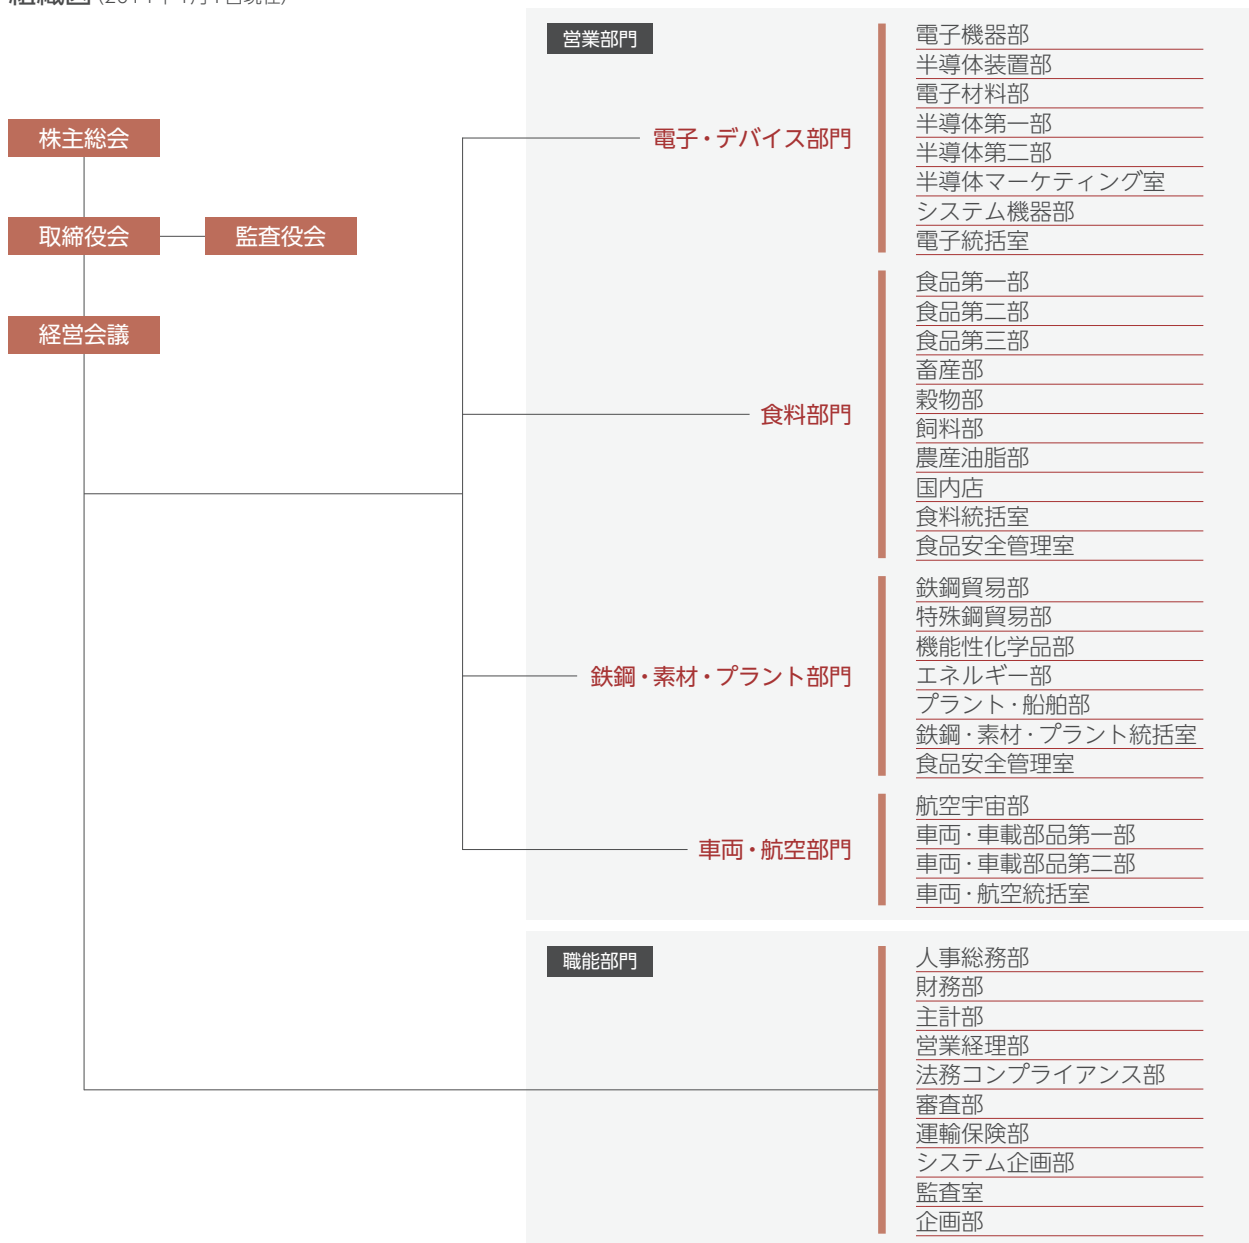 営業部門
株主総会
取締役会
監査役会
経営会議
電子・デバイス部門
電子機器部
半導体装置部
電子材料部
半導体第一部
半導体第二部
半導体マーケティング室
システム機器部
電子統括室
食料部門
食品第一部
食品第二部
食品第三部
畜産部
穀物部
飼料部
農産油脂部
国内店
食料統括室
食品安全管理室
鉄鋼・素材・プラント部門
鉄鋼貿易部
特殊鋼貿易部
機能性化学品部
エネルギー部
プラント・船舶部
鉄鋼・素材・プラント統括室
食品安全管理室
車両・航空部門
航空宇宙部
車両・車載部品第一部
車両・車載部品第二部
車両・航空統括室
職能部門
人事総務部
財務部
主計部
営業経理部
法務コンプライアンス部
審査部
運輸保険部
システム企画部
監査室
企画部